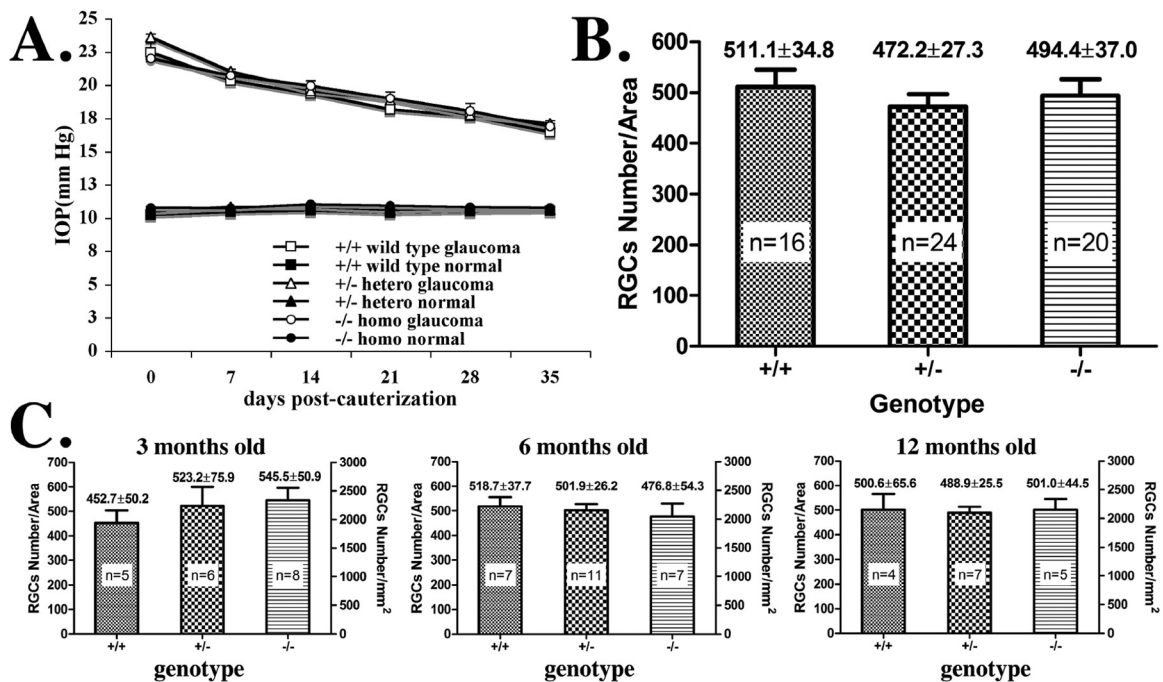 A.
25
23
20
18
15
13
10
8
5
3
0
IOP(mm Hg)
+/+ wild type glaucoma
+/+ wild type normal
+/- hetero glaucoma
+/- hetero normal
-/- homo glaucoma
-/- homo normal
0 7 14 21 28 35
days post-cauterization
B.
511.1±34.8 472.2±27.3 494.4±37.0
600
500
400
300
200
100
0
RGCs Number/Area
n=16 n=24 n=20
+/+ +/- -/-
Genotype
C.
3 months old
452.7±50.2 523.2±75.9 545.5±50.9
700
600
500
400
300
200
100
0
RGCs Number/Area
n=5 n=6 n=8
3000
2500
2000
1500
1000
500
0
RGCs Number/mm²
+/+ +/- -/-
genotype
6 months old
518.7±37.7 501.9±26.2 476.8±54.3
700
600
500
400
300
200
100
0
RGCs Number/Area
n=7 n=11 n=7
3000
2500
2000
1500
1000
500
0
RGCs Number/mm²
+/+ +/- -/-
genotype
12 months old
500.6±65.6 488.9±25.5 501.0±44.5
700
600
500
400
300
200
100
0
RGCs Number/Area
n=4 n=7 n=5
3000
2500
2000
1500
1000
500
0
RGCs Number/mm²
+/+ +/- -/-
genotype